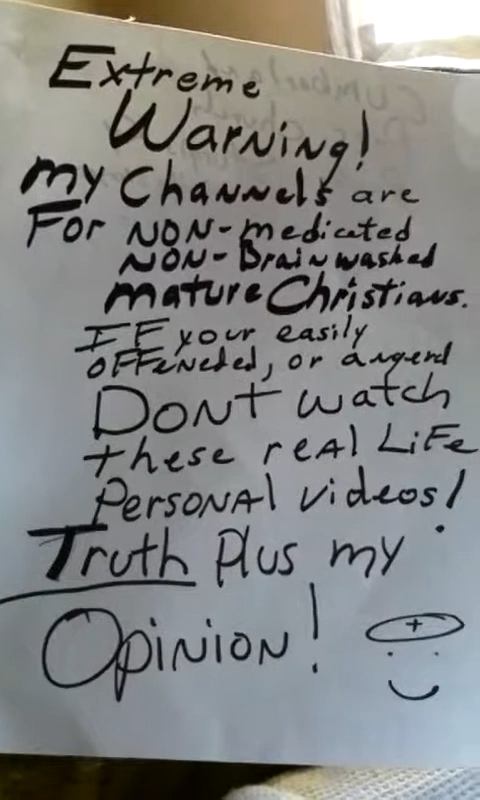 Extreme
Warning!
my Channels are
For NON-medicated
NON-Brainwashed
mature Christians.
IF your easily
offeneded, or angerd
Dont watch
these real Life
Personal videos!
Truth Plus my
Opinion!